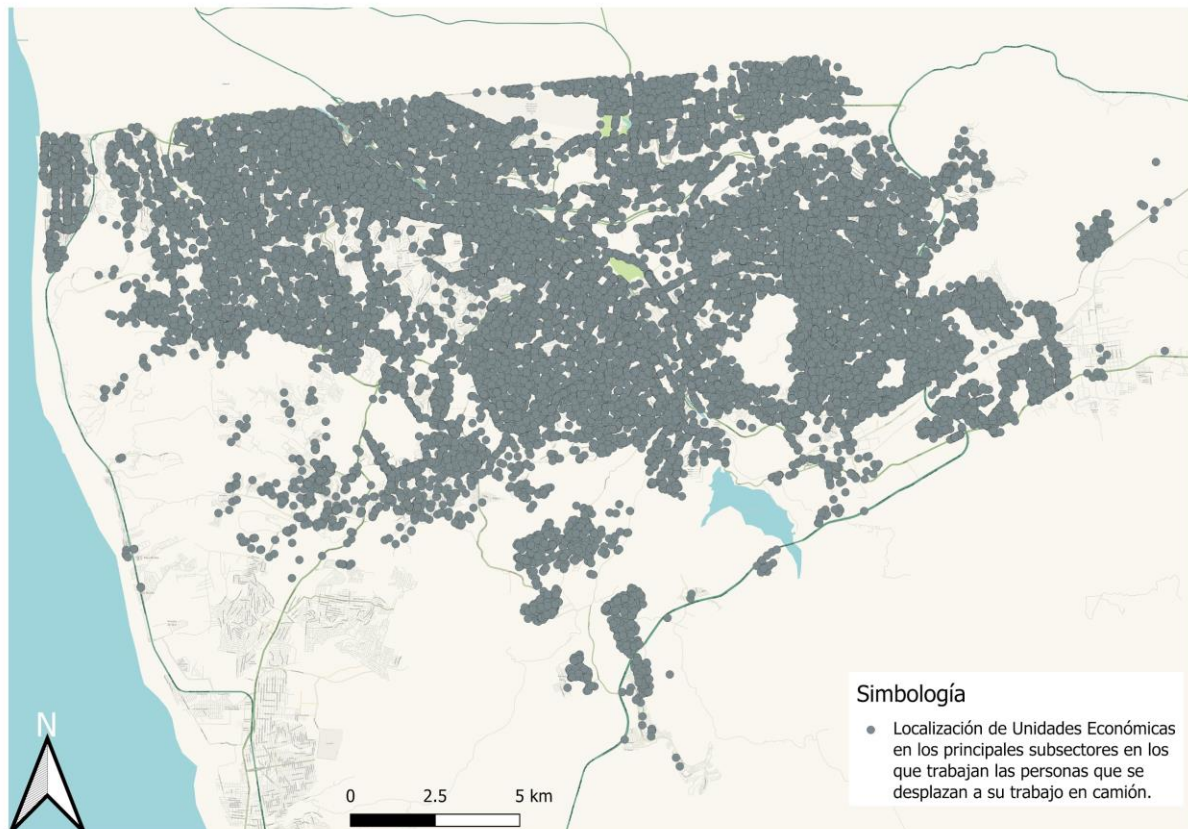 N
0 2.5 5 km
Simbología
Localización de Unidades Económicas
en los principales subsectores en los
que trabajan las personas que se
desplazan a su trabajo en camión.